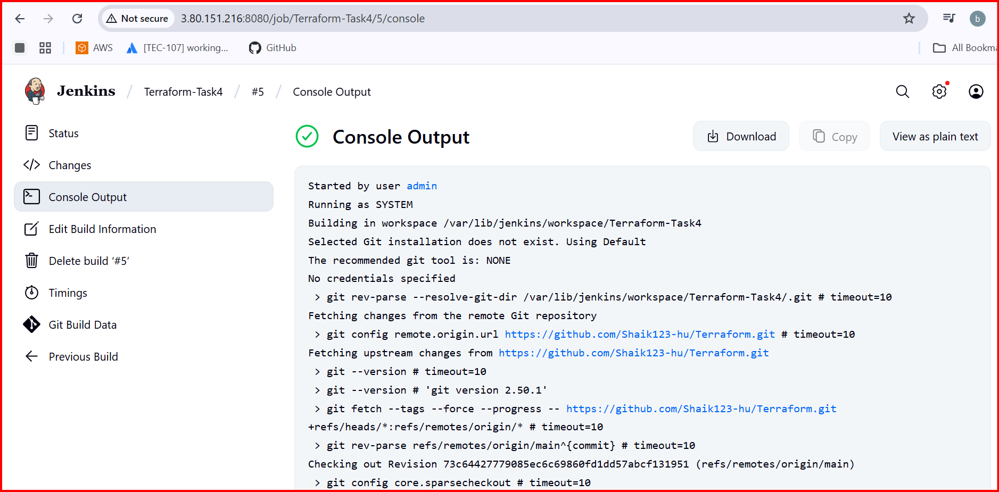 Not secure 3.80.151.216:8080/job/Terraform-Task4/5/console b
AWS [TEC-107] working... GitHub All Bookma
Jenkins / Terraform-Task4 / #5 / Console Output
Status
Changes
Console Output
Edit Build Information
Delete build ‘#5’
Timings
Git Build Data
Previous Build
Console Output Download Copy View as plain text
Started by user admin
Running as SYSTEM
Building in workspace /var/lib/jenkins/workspace/Terraform-Task4
Selected Git installation does not exist. Using Default
The recommended git tool is: NONE
No credentials specified
> git rev-parse --resolve-git-dir /var/lib/jenkins/workspace/Terraform-Task4/.git # timeout=10
Fetching changes from the remote Git repository
> git config remote.origin.url https://github.com/Shaik123-hu/Terraform.git # timeout=10
Fetching upstream changes from https://github.com/Shaik123-hu/Terraform.git
> git --version # timeout=10
> git --version # 'git version 2.50.1'
> git fetch --tags --force --progress -- https://github.com/Shaik123-hu/Terraform.git
+refs/heads/*:refs/remotes/origin/* # timeout=10
> git rev-parse refs/remotes/origin/main^{commit} # timeout=10
Checking out Revision 73c64427779085ec6c69860fd1dd57abcf131951 (refs/remotes/origin/main)
> git config core.sparsecheckout # timeout=10